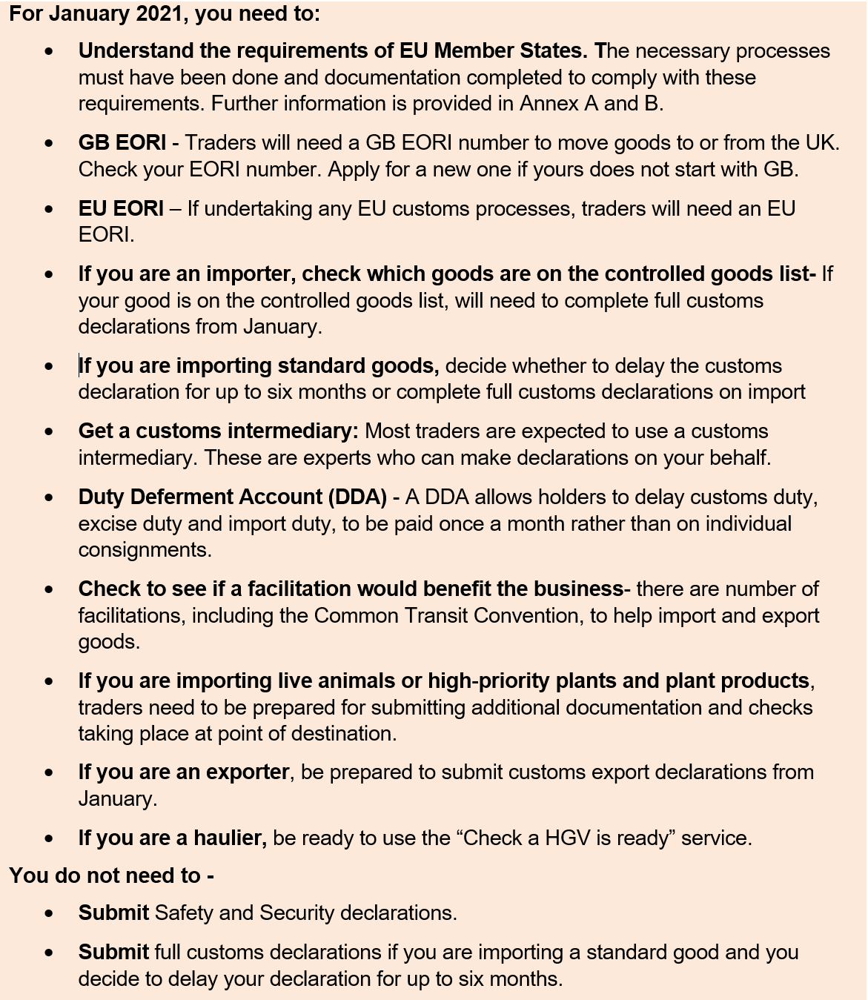 For January 2021, you need to:
• Understand the requirements of EU Member States. The necessary processes
must have been done and documentation completed to comply with these
requirements. Further information is provided in Annex A and B.
• GB EORI - Traders will need a GB EORI number to move goods to or from the UK.
Check your EORI number. Apply for a new one if yours does not start with GB.
• EU EORI – If undertaking any EU customs processes, traders will need an EU
EORI.
• If you are an importer, check which goods are on the controlled goods list- If
your good is on the controlled goods list, will need to complete full customs
declarations from January.
• If you are importing standard goods, decide whether to delay the customs
declaration for up to six months or complete full customs declarations on import
• Get a customs intermediary: Most traders are expected to use a customs
intermediary. These are experts who can make declarations on your behalf.
• Duty Deferment Account (DDA) - A DDA allows holders to delay customs duty,
excise duty and import duty, to be paid once a month rather than on individual
consignments.
• Check to see if a facilitation would benefit the business- there are number of
facilitations, including the Common Transit Convention, to help import and export
goods.
• If you are importing live animals or high-priority plants and plant products,
traders need to be prepared for submitting additional documentation and checks
taking place at point of destination.
• If you are an exporter, be prepared to submit customs export declarations from
January.
• If you are a haulier, be ready to use the “Check a HGV is ready” service.
You do not need to -
• Submit Safety and Security declarations.
• Submit full customs declarations if you are importing a standard good and you
decide to delay your declaration for up to six months.